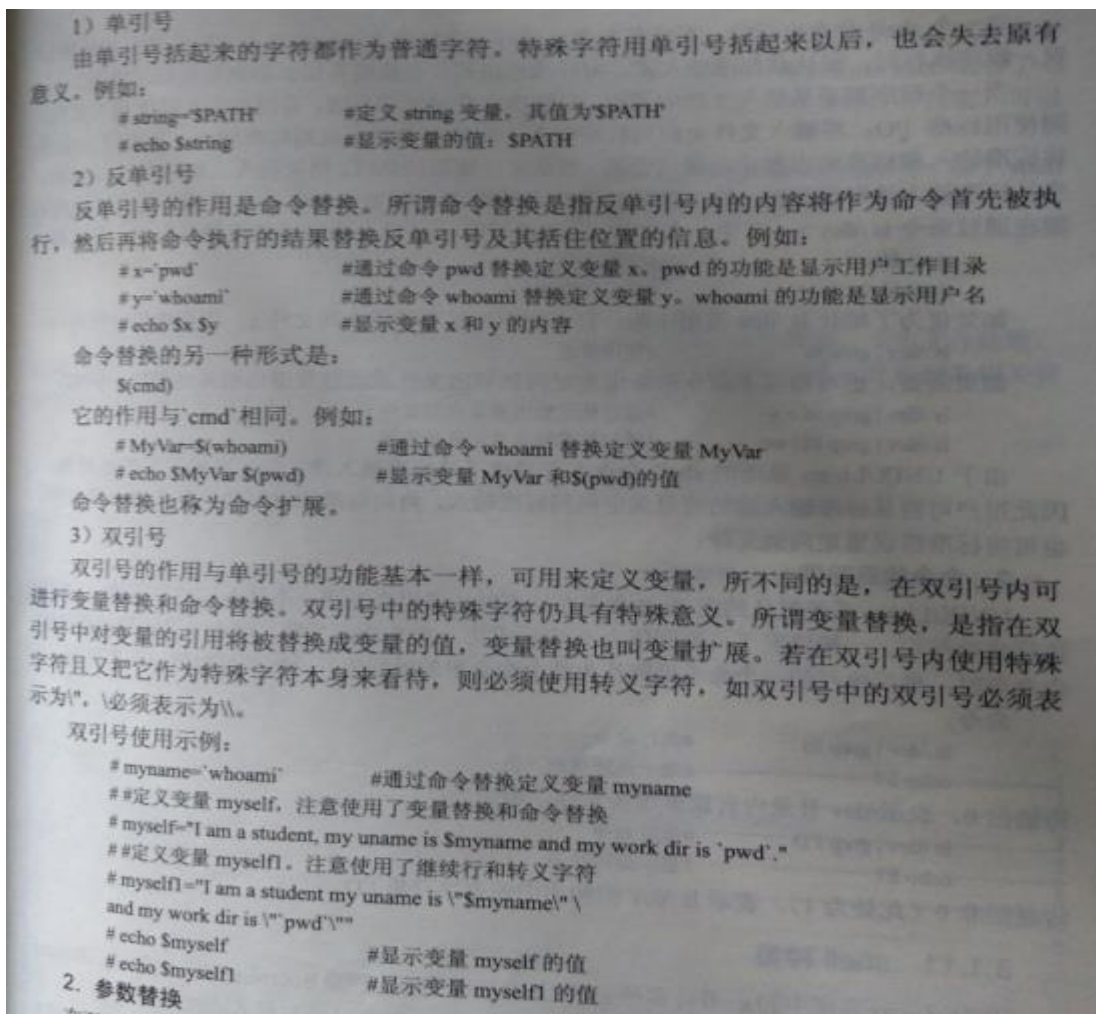 1）单引号
由单引号括起来的字符都作为普通字符。特殊字符用单引号括起来以后，也会失去原有
意义。例如：
# string='$PATH' #定义 string 变量，其值为'$PATH'
# echo $string #显示变量的值：$PATH
2）反单引号
反单引号的作用是命令替换。所谓命令替换是指反单引号内的内容将作为命令首先被执
行，然后再将命令执行的结果替换反单引号及其括住位置的信息。例如：
# x=`pwd` #通过命令 pwd 替换定义变量 x。pwd 的功能是显示用户工作目录
# y=`whoami` #通过命令 whoami 替换定义变量 y。whoami 的功能是显示用户名
# echo $x $y #显示变量 x 和 y 的内容
命令替换的另一种形式是：
$(cmd)
它的作用与`cmd`相同。例如：
# MyVar=$(whoami) #通过命令 whoami 替换定义变量 MyVar
# echo $MyVar $(pwd) #显示变量 MyVar 和$(pwd)的值
命令替换也称为命令扩展。
3）双引号
双引号的作用与单引号的功能基本一样，可用来定义变量，所不同的是，在双引号内可
进行变量替换和命令替换。双引号中的特殊字符仍具有特殊意义。所谓变量替换，是指在双
引号中对变量的引用将被替换成变量的值，变量替换也叫变量扩展。若在双引号内使用特殊
字符且又把它作为特殊字符本身来看待，则必须使用转义字符，如双引号中的双引号必须表
示为\"，\必须表示为\\。
双引号使用示例：
# myname=`whoami` #通过命令替换定义变量 myname
# #定义变量 myself，注意使用了变量替换和命令替换
# myself="I am a student, my uname is $myname and my work dir is `pwd`."
# #定义变量 myself1。注意使用了继续行和转义字符
# myself1="I am a student my uname is \"$myname\" \
and my work dir is \"`pwd`\""
# echo $myself #显示变量 myself 的值
# echo $myself1 #显示变量 myself1 的值
2. 参数替换